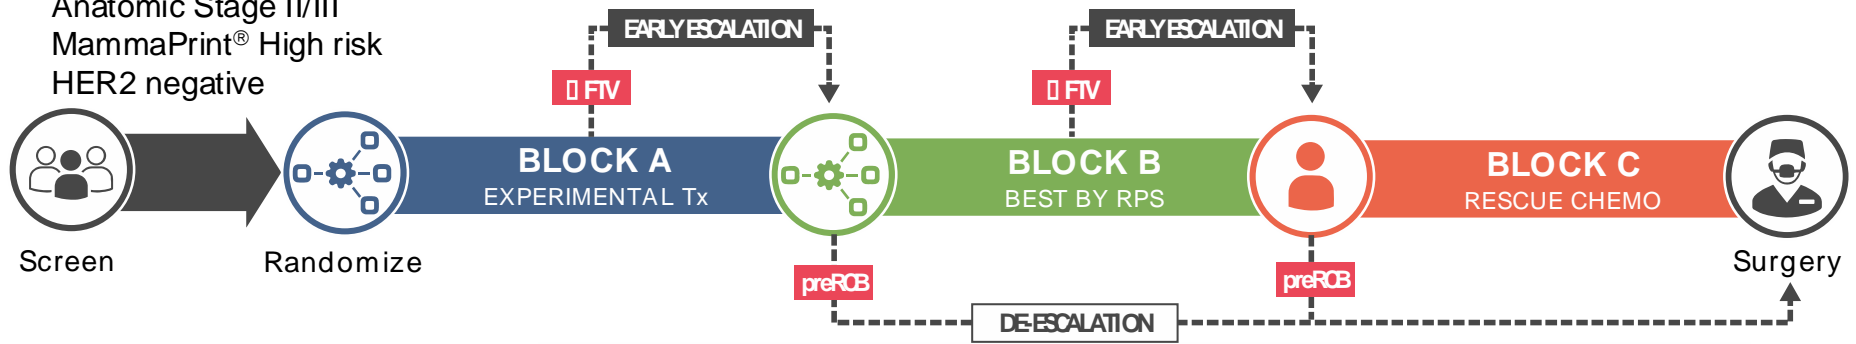 Anatomic Stage II/III
MammaPrint® High risk
HER2 negative
EARLY ESCALATION
EARLY ESCALATION
▯ FTV
▯ FTV
BLOCK A
EXPERIMENTAL Tx
BLOCK B
BEST BY RPS
BLOCK C
RESCUE CHEMO
Screen
Randomize
Surgery
preRCB
preRCB
DE-ESCALATION